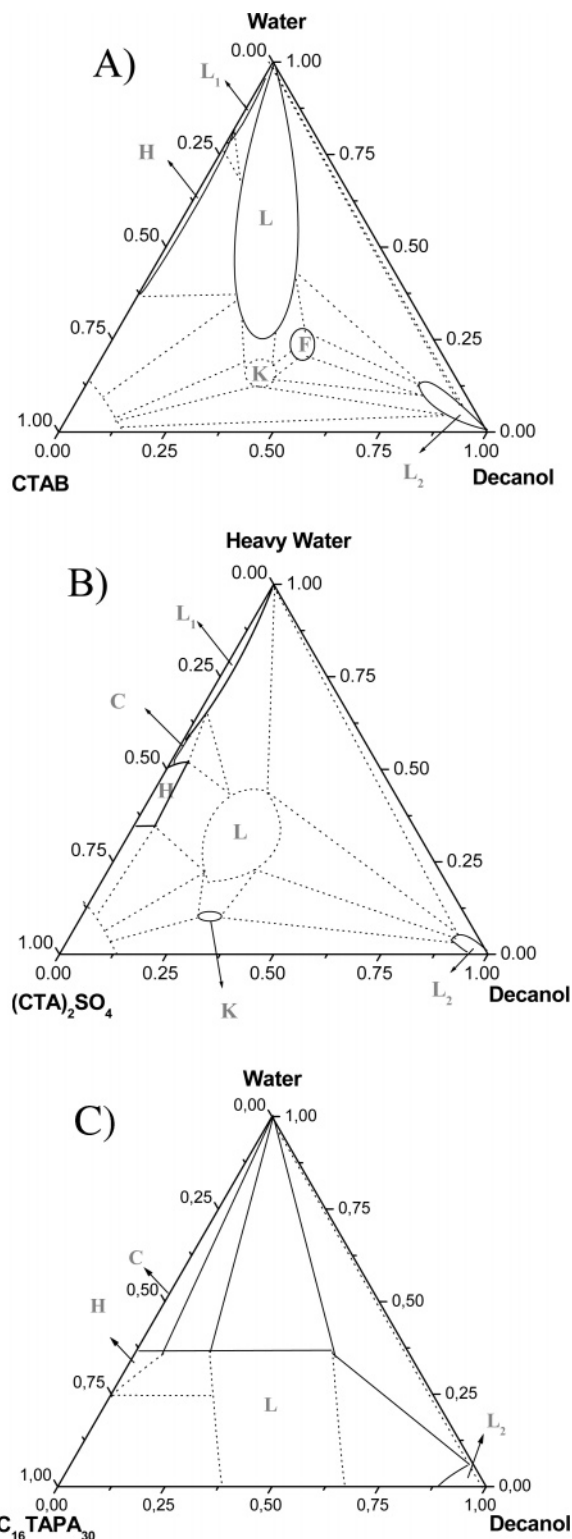 Water
A)
0.00
1.00
L₁
0.25
0.75
H
0.50
L
0.50
0.75
0.25
F
K
1.00
0.00
0.00
0.25
0.50
0.75
1.00
L₂
CTAB
Decanol
Heavy Water
B)
0.00
1.00
L₁
0.25
0.75
C
0.50
0.50
H
L
0.75
0.25
1.00
0.00
0.00
0.25
0.50
0.75
1.00
L₂
(CTA)₂SO₄
Decanol
K
Water
C)
0,00
1,00
0,25
0,75
C
0,50
0,50
H
0,75
0,25
L
L₂
1,00
0,00
0,00
0,25
0,50
0,75
1,00
C₁₆TAPA₃₀
Decanol